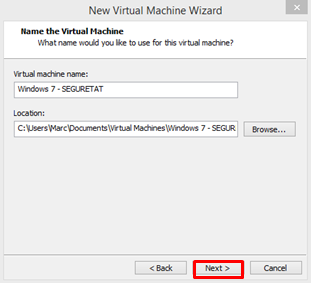 New Virtual Machine Wizard
Name the Virtual Machine
What name would you like to use for this virtual machine?
Virtual machine name:
Windows 7 - SEGURETAT
Location:
C:\Users\Marc\Documents\Virtual Machines\Windows 7 - SEGUR
Browse...
< Back
Next >
Cancel